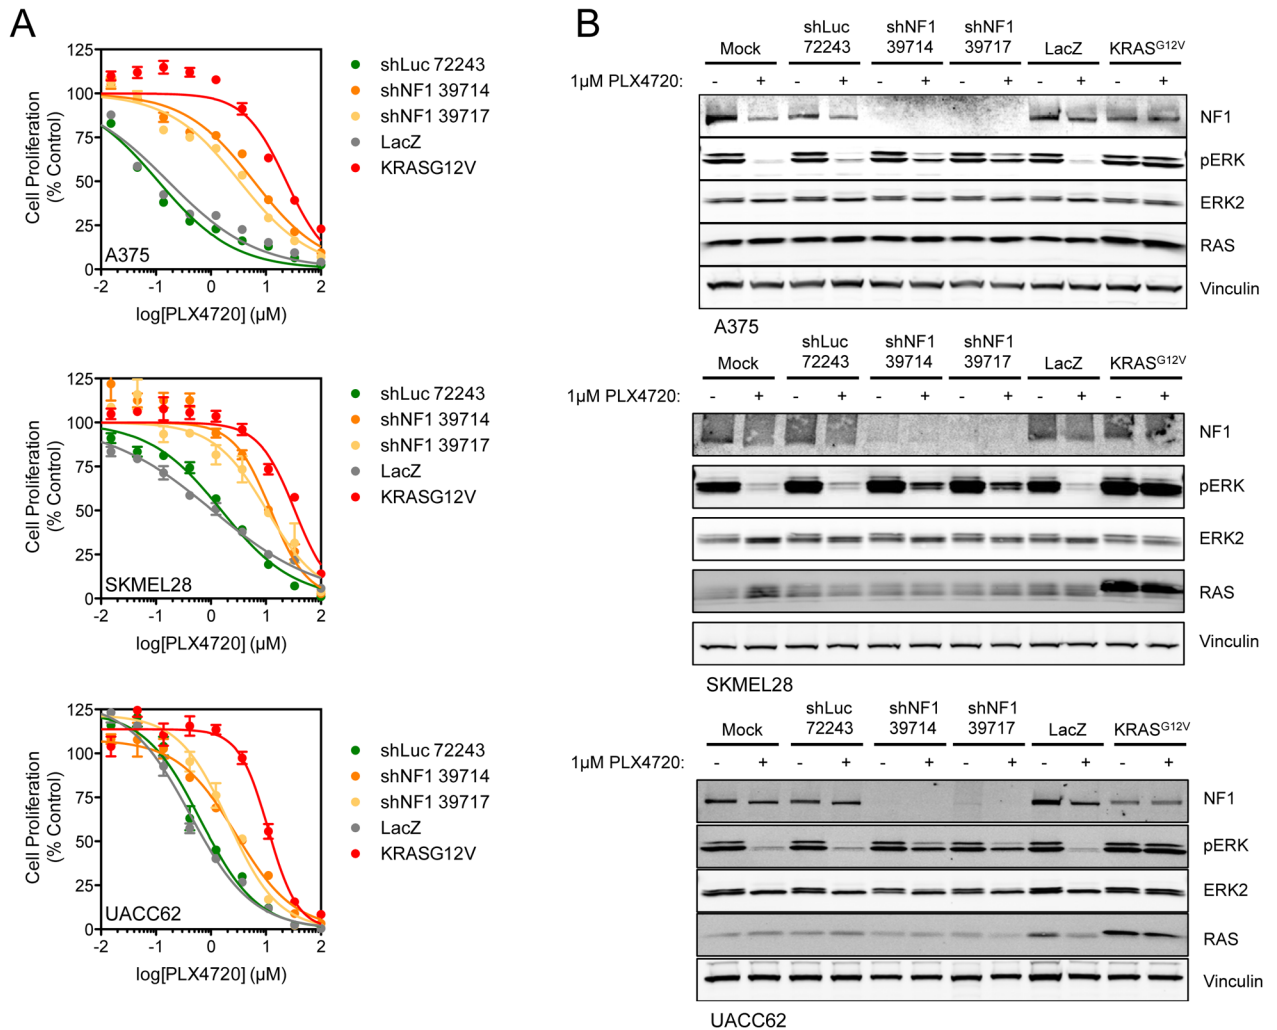 A
125
100
75
50
25
0
Cell Proliferation
(% Control)
A375
-2 -1 0 1 2
log[PLX4720] (µM)
shLuc 72243
shNF1 39714
shNF1 39717
LacZ
KRASG12V
125
100
75
50
25
0
Cell Proliferation
(% Control)
SKMEL28
-2 -1 0 1 2
log[PLX4720] (µM)
shLuc 72243
shNF1 39714
shNF1 39717
LacZ
KRASG12V
125
100
75
50
25
0
Cell Proliferation
(% Control)
UACC62
-2 -1 0 1 2
log[PLX4720] (µM)
shLuc 72243
shNF1 39714
shNF1 39717
LacZ
KRASG12V
B
shLuc shNF1 shNF1
Mock 72243 39714 39717 LacZ KRASG12V
1µM PLX4720: - + - + - + - + - + - +
NF1
pERK
ERK2
RAS
Vinculin
A375
shLuc shNF1 shNF1
Mock 72243 39714 39717 LacZ KRASG12V
1µM PLX4720: - + - + - + - + - + - +
NF1
pERK
ERK2
RAS
Vinculin
SKMEL28
shLuc shNF1 shNF1
Mock 72243 39714 39717 LacZ KRASG12V
1µM PLX4720: - + - + - + - + - + - +
NF1
pERK
ERK2
RAS
Vinculin
UACC62